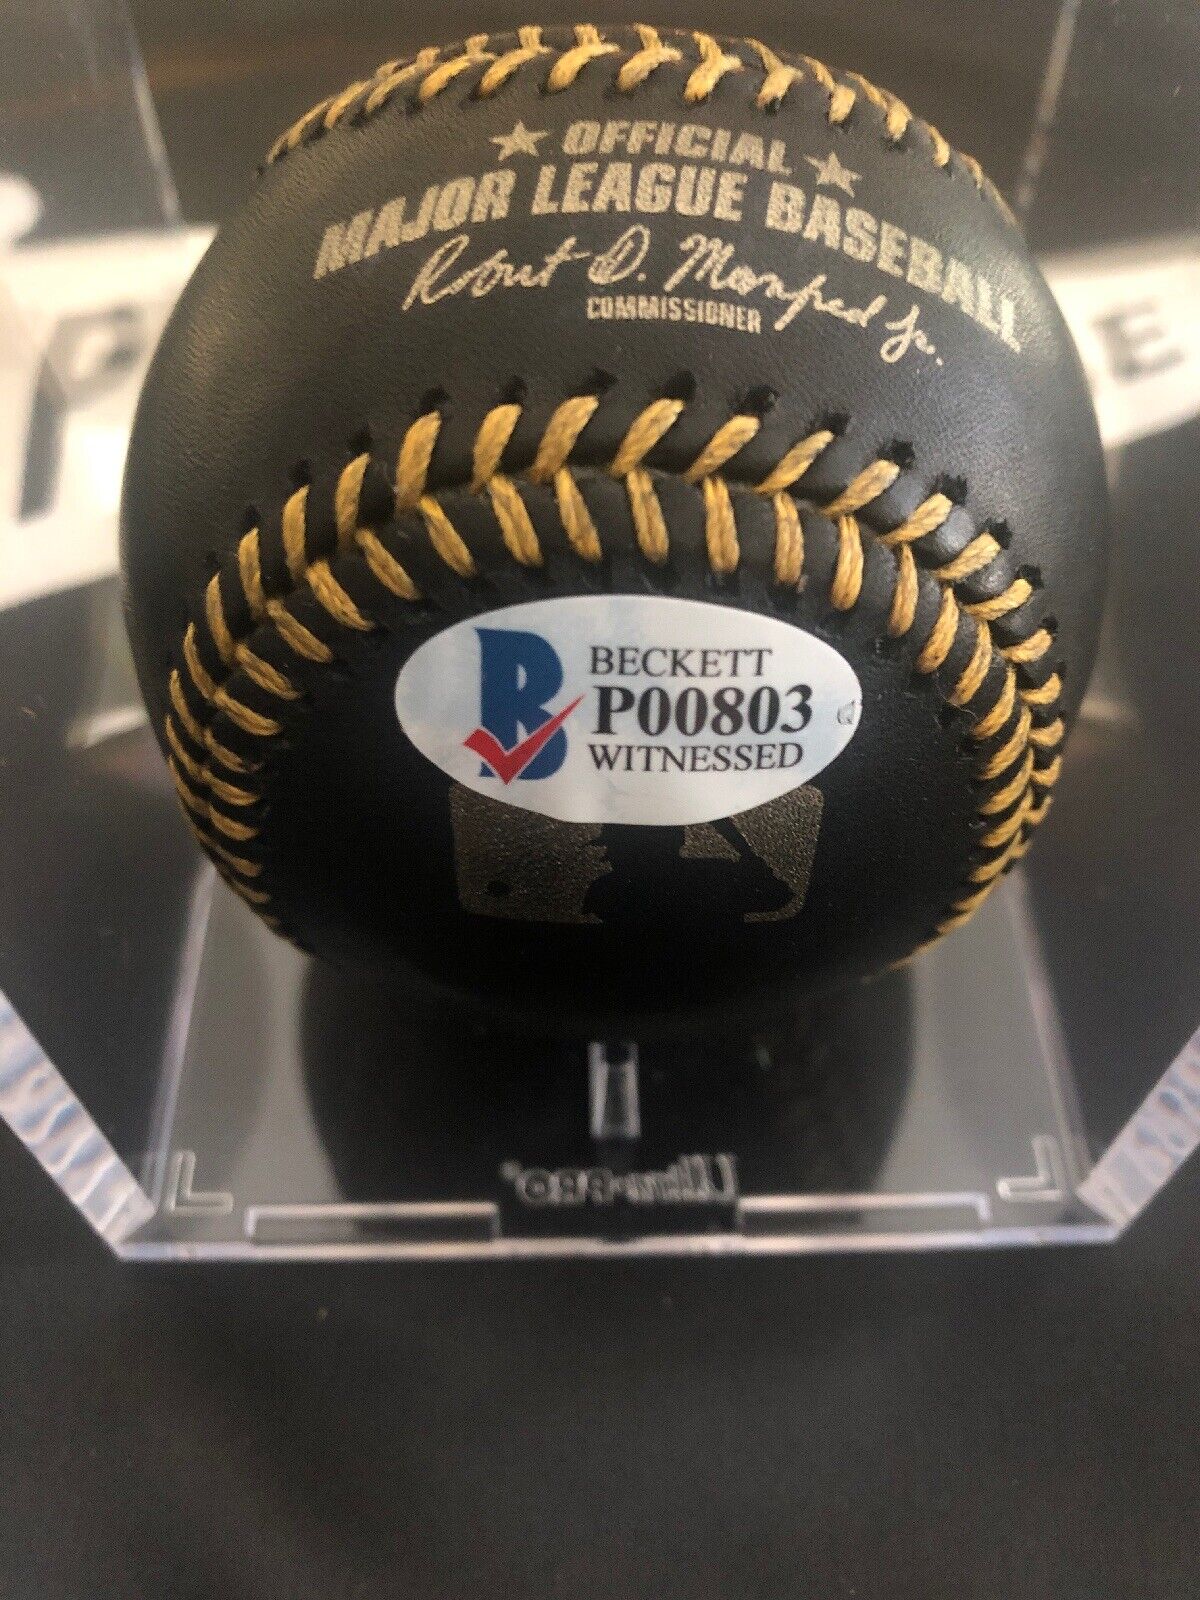 OFFICIAL
MAJOR LEAGUE BASEBALL
Robert D. Manfred Jr.
COMMISSIONER
BECKETT
P00803
WITNESSED